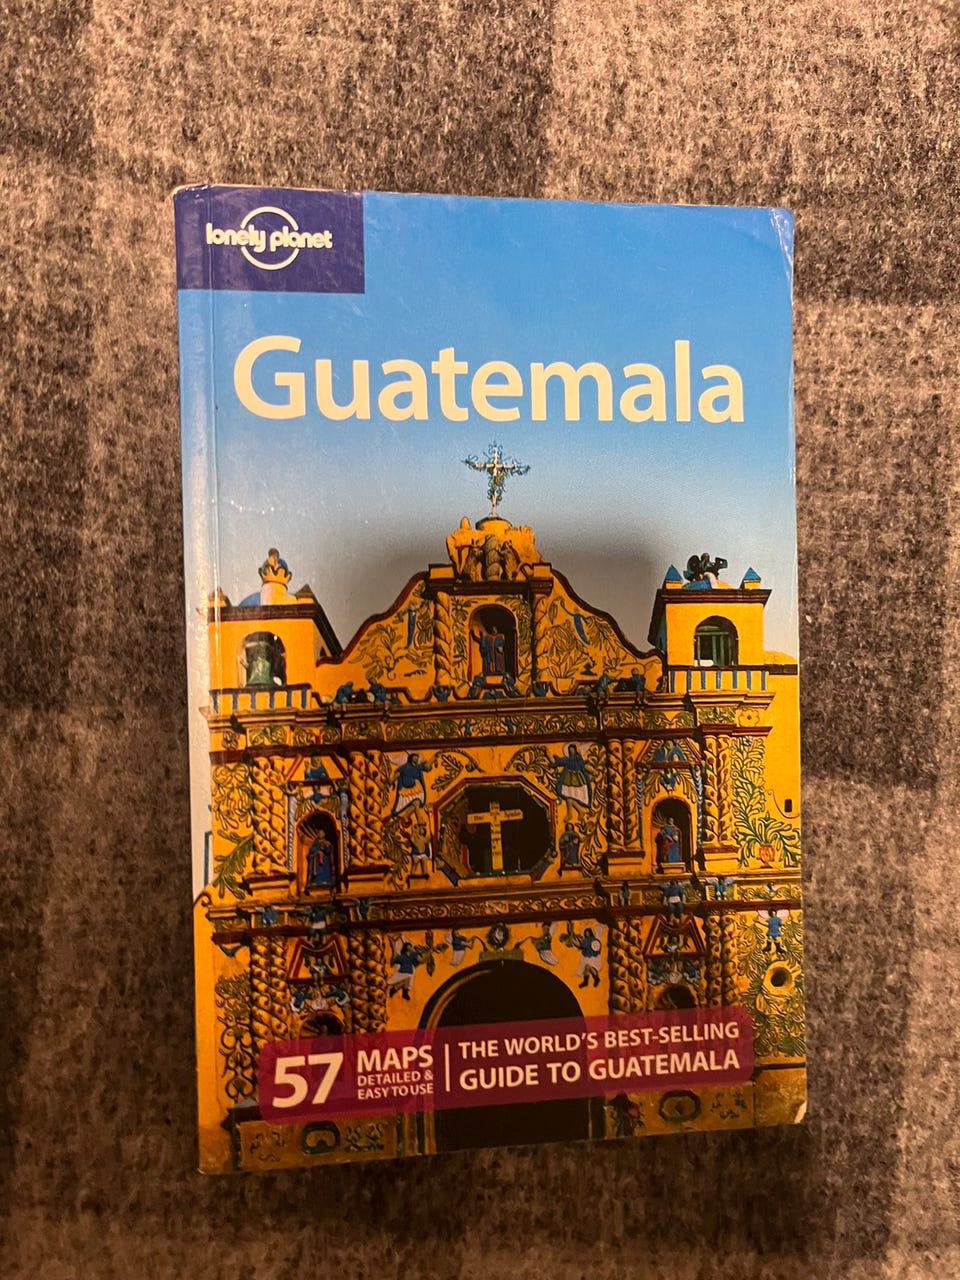 lonely planet
Guatemala
57 MAPS
DETAILED &
EASY TO USE
THE WORLD'S BEST-SELLING
GUIDE TO GUATEMALA